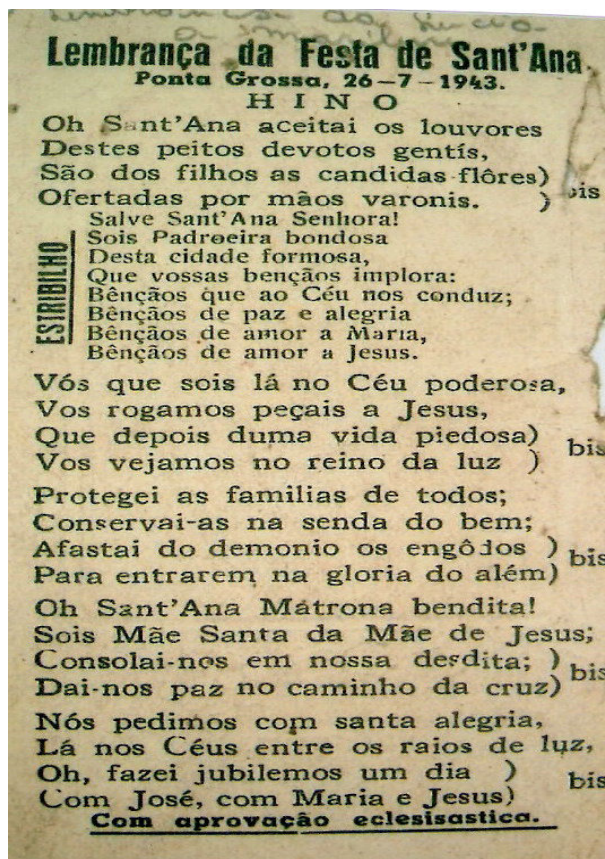 Lembrança da Festa de Sant'Ana.
Ponta Grossa, 26-7-1943.
HINO
Oh Sant'Ana aceitai os louvores
Destes peitos devotos gentís,
São dos filhos as candidas flôres)
Ofertadas por mãos varonis. ) bis
Salve Sant'Ana Senhora!
Sois Padroeira bondosa
Desta cidade formosa,
Que vossas bençãos implora:
Bênçãos que ao Céu nos conduz;
Bênçãos de paz e alegria
Bênçãos de amor a Maria,
Bênçãos de amor a Jesus.
ESTRIBILHO
Vós que sois lá no Céu poderosa,
Vos rogamos peçais a Jesus,
Que depois duma vida piedosa)
Vos vejamos no reino da luz ) bis
Protegei as familias de todos;
Conservai-as na senda do bem;
Afastai do demonio os engôdos )
Para entrarem na gloria do além) bis
Oh Sant'Ana Matrona bendita!
Sois Mãe Santa da Mãe de Jesus;
Consolai-nos em nossa desdita; )
Dai-nos paz no caminho da cruz) bis
Nós pedimos com santa alegria,
Lá nos Céus entre os raios de luz,
Oh, fazei jubilemos um dia )
Com José, com Maria e Jesus) bis
Com aprovação eclesisastica.